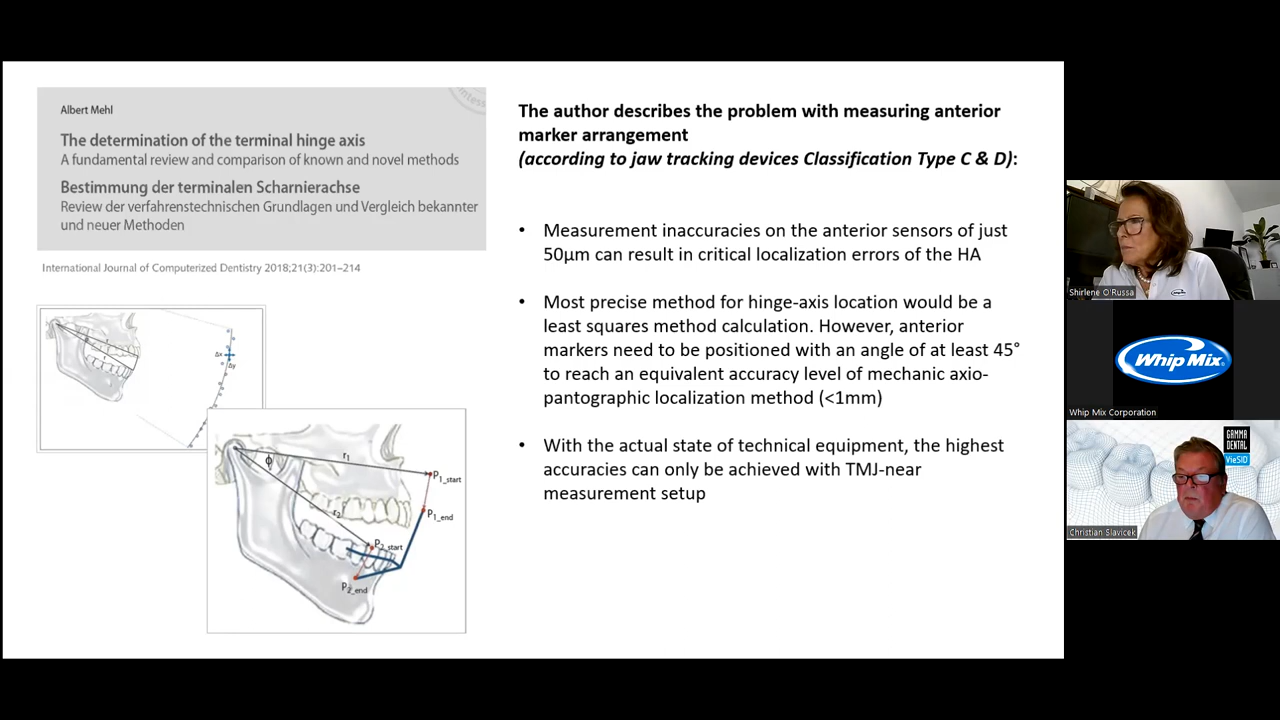 Albert Mehl
The determination of the terminal hinge axis
A fundamental review and comparison of known and novel methods
Bestimmung der terminalen Scharnierachse
Review der verfahrenstechnischen Grundlagen und Vergleich bekannter
und neuer Methoden
International Journal of Computerized Dentistry 2018;21(3):201–214
Δx
Δy
ϕ
r1
r2
P1_start
P1_end
P2_start
P2_end
The author describes the problem with measuring anterior
marker arrangement
(according to jaw tracking devices Classification Type C & D):
• Measurement inaccuracies on the anterior sensors of just
50µm can result in critical localization errors of the HA
• Most precise method for hinge-axis location would be a
least squares method calculation. However, anterior
markers need to be positioned with an angle of at least 45°
to reach an equivalent accuracy level of mechanic axio-
pantographic localization method (<1mm)
• With the actual state of technical equipment, the highest
accuracies can only be achieved with TMJ-near
measurement setup
Shirlene O'Russa
Whip Mix
Whip Mix Corporation
GAMMA
DENTAL
VieSID
Christian Slavicek